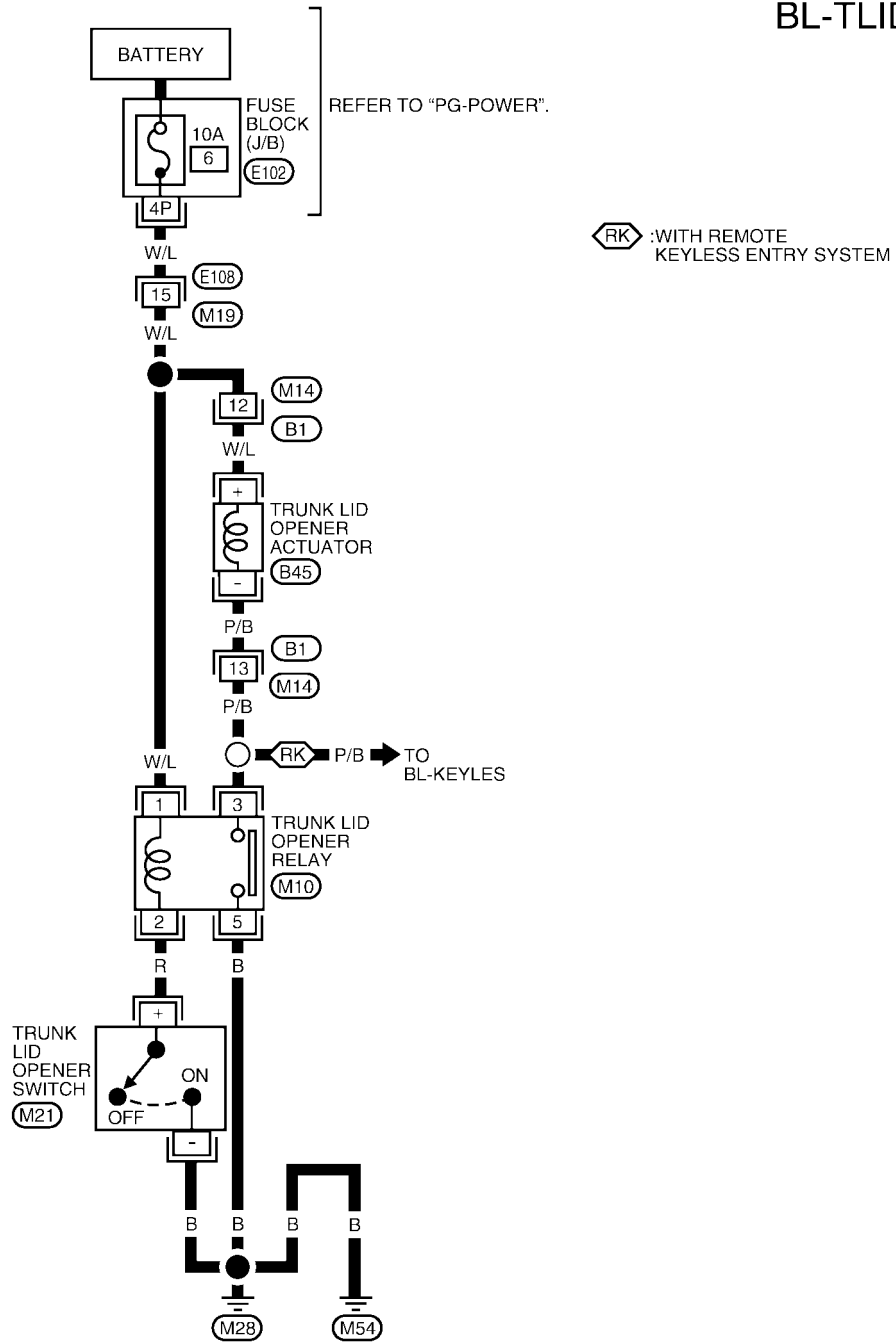 BL-TLID
BATTERY
FUSE
BLOCK
(J/B)
E102
10A
6
REFER TO "PG-POWER".
4P
RK :WITH REMOTE
KEYLESS ENTRY SYSTEM
W/L
E108
15
M19
W/L
M14
12
B1
W/L
+
TRUNK LID
OPENER
ACTUATOR
B45
-
P/B
B1
13
M14
P/B
W/L
RK P/B TO
BL-KEYLES
1 3
TRUNK LID
OPENER
RELAY
M10
2 5
R B
+
TRUNK
LID
OPENER
SWITCH
M21
ON
OFF
-
B B B B
M28 M54